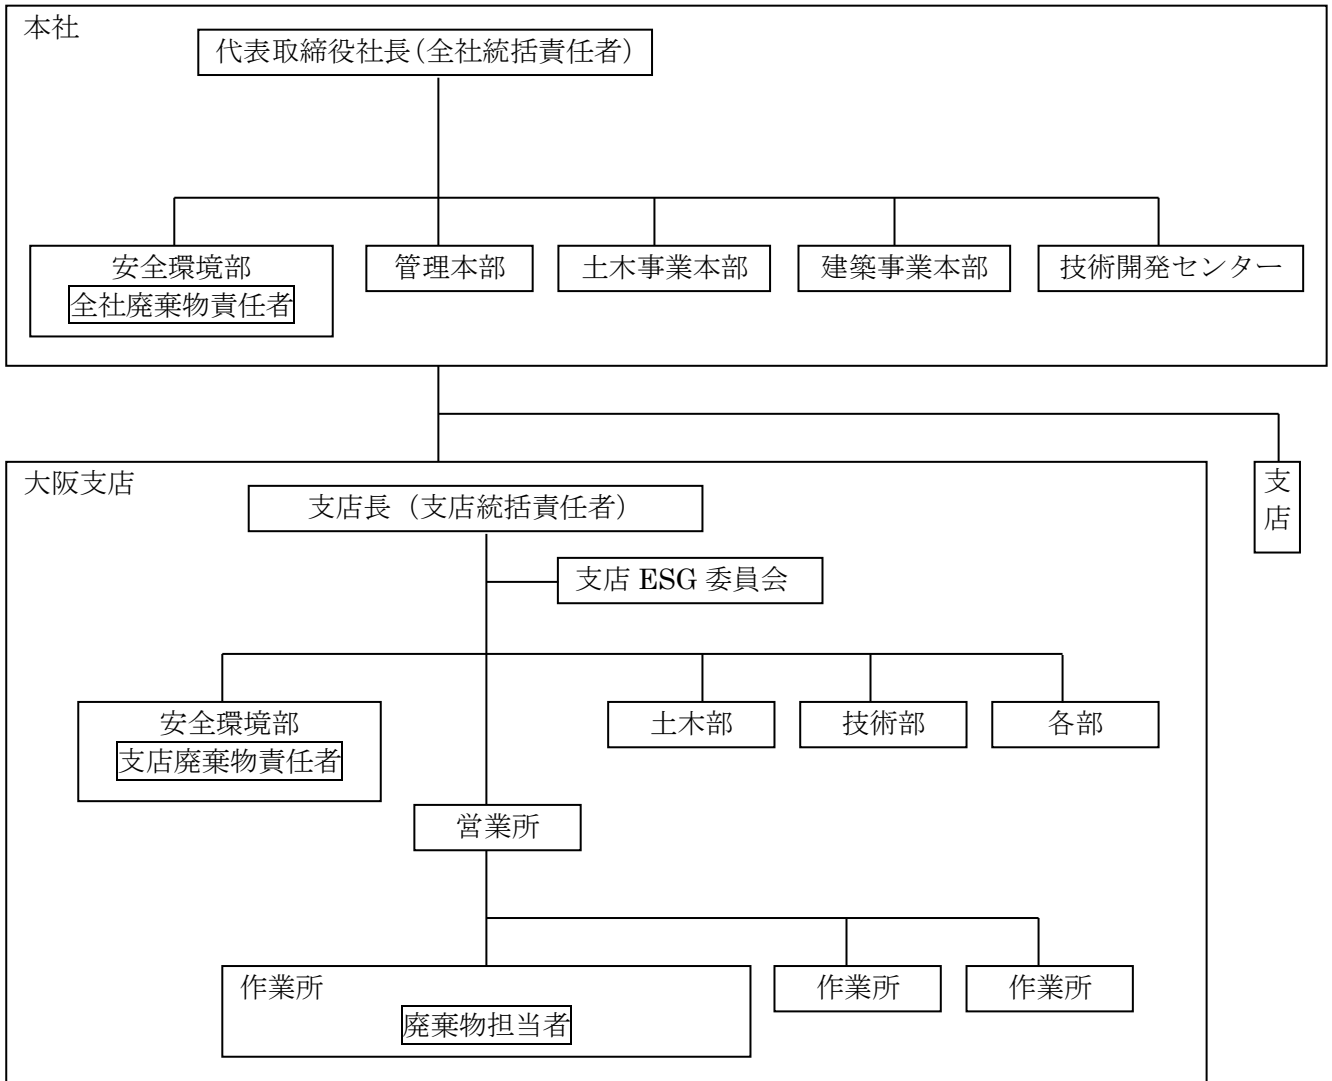 本社
代表取締役社長（全社統括責任者）
安全環境部
全社廃棄物責任者
管理本部
土木事業本部
建築事業本部
技術開発センター
大阪支店
支店長（支店統括責任者）
支店 ESG 委員会
支
店
安全環境部
支店廃棄物責任者
土木部
技術部
各部
営業所
作業所
廃棄物担当者
作業所
作業所